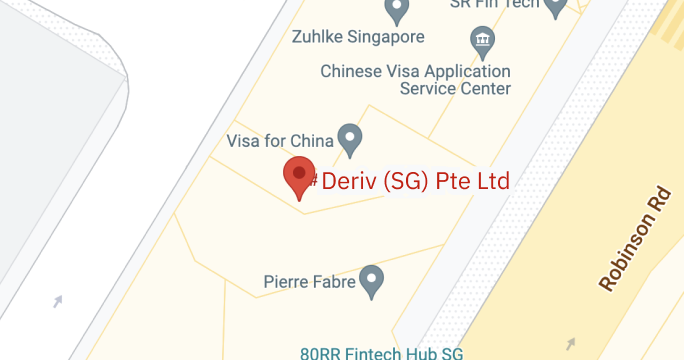 SR Fin Tech
Zuhlke Singapore
Chinese Visa Application
Service Center
Visa for China
# Deriv (SG) Pte Ltd
Robinson Rd
Pierre Fabre
80RR Fintech Hub SG